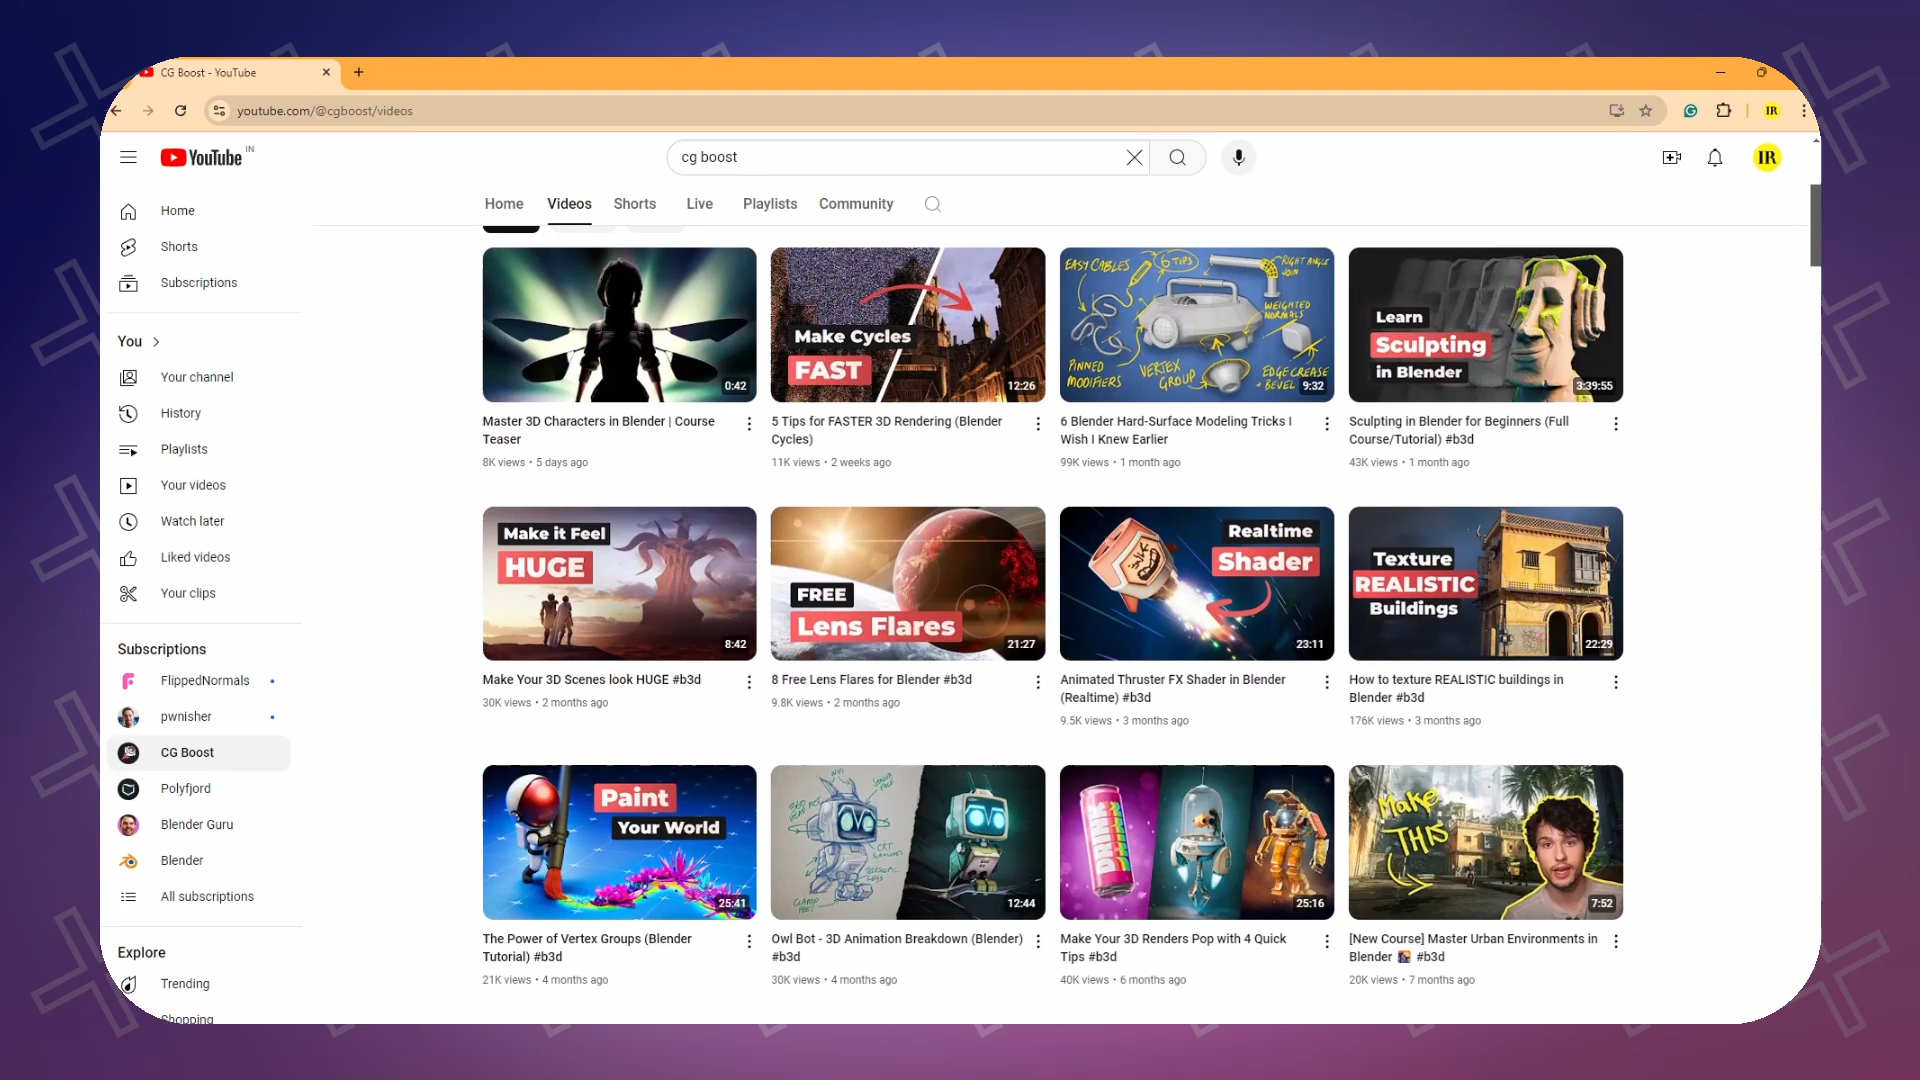 CG Boost - YouTube
youtube.com/@cgboost/videos
IR
YouTube IN
cg boost
IR
Home
Shorts
Subscriptions
You
Your channel
History
Playlists
Your videos
Watch later
Liked videos
Your clips
Subscriptions
FlippedNormals
pwnisher
CG Boost
Polyfjord
Blender Guru
Blender
All subscriptions
Explore
Trending
Shopping
Home Videos Shorts Live Playlists Community
0:42
Master 3D Characters in Blender | Course
Teaser
8K views • 5 days ago
Make Cycles
FAST
12:26
5 Tips for FASTER 3D Rendering (Blender
Cycles)
11K views • 2 weeks ago
EASY CABLES
6 TIPS
RIGHT ANGLE
JOIN
WEIGHTED
NORMALS
PINNED
MODIFIERS
VERTEX
GROUP
EDGE CREASE
+ BEVEL
9:32
6 Blender Hard-Surface Modeling Tricks I
Wish I Knew Earlier
99K views • 1 month ago
Learn
Sculpting
in Blender
3:39:55
Sculpting in Blender for Beginners (Full
Course/Tutorial) #b3d
43K views • 1 month ago
Make it Feel
HUGE
8:42
Make Your 3D Scenes look HUGE #b3d
30K views • 2 months ago
FREE
Lens Flares
21:27
8 Free Lens Flares for Blender #b3d
9.8K views • 2 months ago
Realtime
Shader
23:11
Animated Thruster FX Shader in Blender
(Realtime) #b3d
9.5K views • 3 months ago
Texture
REALISTIC
Buildings
22:29
How to texture REALISTIC buildings in
Blender #b3d
176K views • 3 months ago
Paint
Your World
25:41
The Power of Vertex Groups (Blender
Tutorial) #b3d
21K views • 4 months ago
12:44
Owl Bot - 3D Animation Breakdown (Blender)
#b3d
30K views • 4 months ago
DRINK
25:16
Make Your 3D Renders Pop with 4 Quick
Tips #b3d
40K views • 6 months ago
Make
THIS
7:52
[New Course] Master Urban Environments in
Blender 🌇 #b3d
20K views • 7 months ago